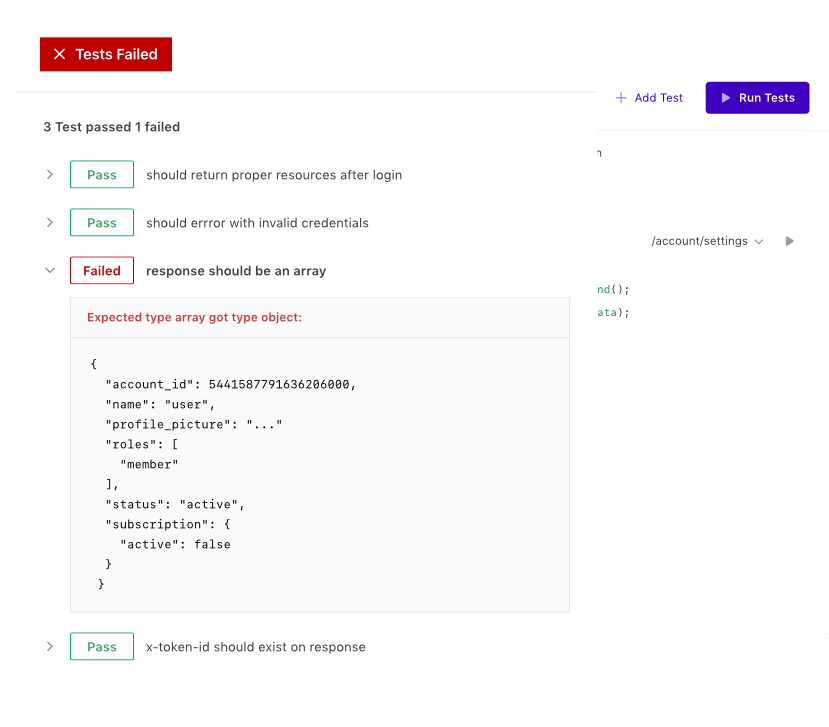 Tests Failed
Add Test
Run Tests
3 Test passed 1 failed
Pass should return proper resources after login
Pass should errror with invalid credentials
/account/settings
Failed response should be an array
nd();
ata);
Expected type array got type object:
{
"account_id": 5441587791636206000,
"name": "user",
"profile_picture": "..."
"roles": [
"member"
],
"status": "active",
"subscription": {
"active": false
}
}
Pass x-token-id should exist on response